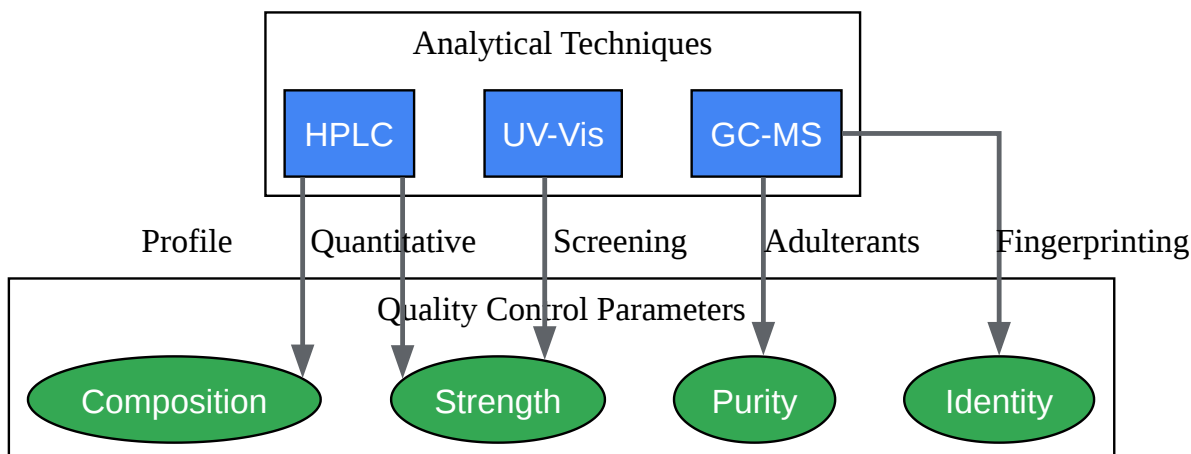 Analytical Techniques
HPLC
UV-Vis
GC-MS
Profile
Quantitative
Screening
Adulterants
Fingerprinting
Quality Control Parameters
Composition
Strength
Purity
Identity